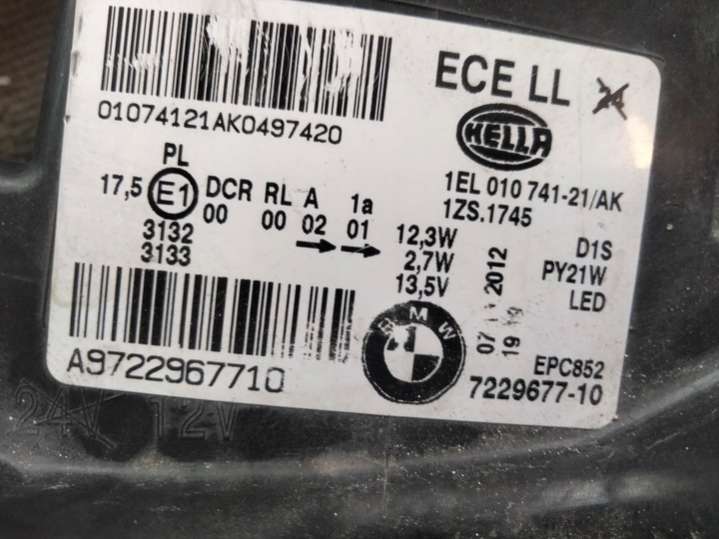 01074121AK0497420
ECE LL
HELLA
1EL 010 741-21/AK
1ZS.1745
PL
17,5 E1 DCR RL A 1a
00 00 02 01
3132
3133
12,3W D1S
2,7W PY21W
13,5V LED
2012
07
19
BMW
EPC852
A9722967710
7229677-10
24V 12V